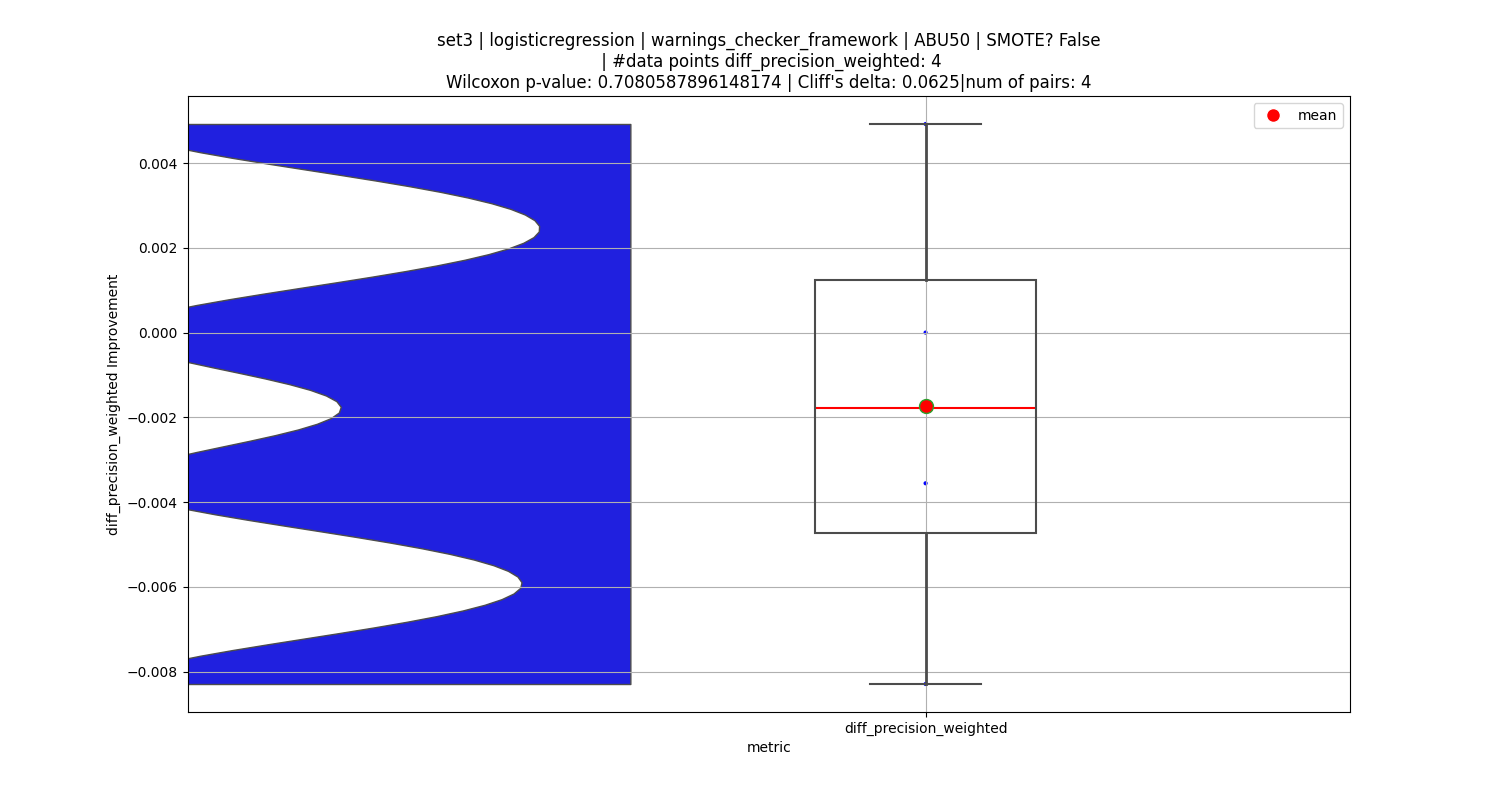 set3 | logisticregression | warnings_checker_framework | ABU50 | SMOTE? False
| #data points diff_precision_weighted: 4
Wilcoxon p-value: 0.7080587896148174 | Cliff's delta: 0.0625|num of pairs: 4
mean
0.004
0.002
0.000
−0.002
−0.004
−0.006
−0.008
diff_precision_weighted Improvement
diff_precision_weighted
metric